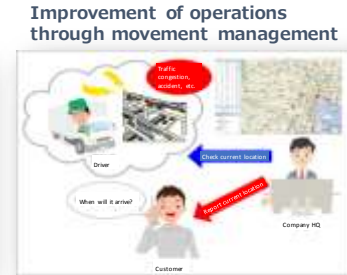 Improvement of operations
through movement management
Traffic
congestion,
accident, etc.
Driver
Check current location
When will it arrive?
Report current location
Company HQ
Customer